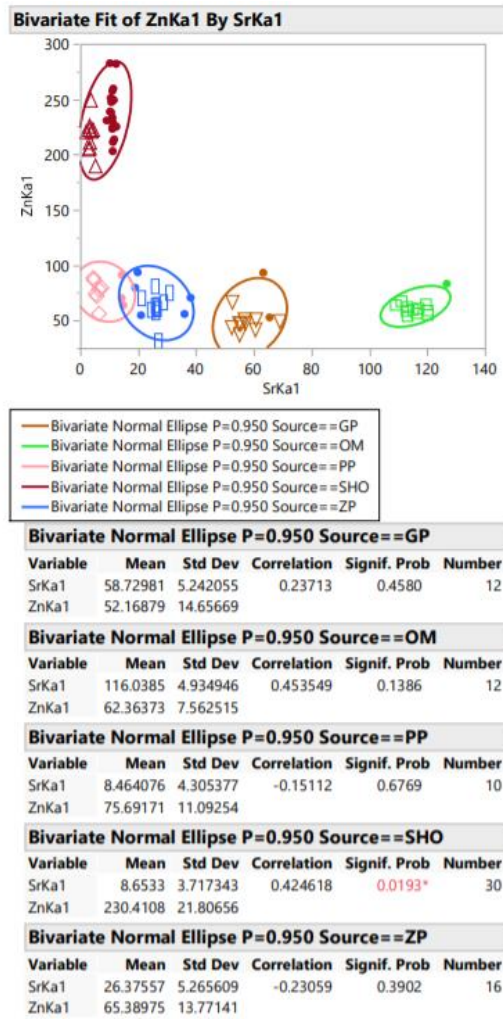 Bivariate Fit of ZnKa1 By SrKa1
300
250
200
150
100
50
ZnKa1
0 20 40 60 80 100 120 140
SrKa1
Bivariate Normal Ellipse P=0.950 Source==GP
Bivariate Normal Ellipse P=0.950 Source==OM
Bivariate Normal Ellipse P=0.950 Source==PP
Bivariate Normal Ellipse P=0.950 Source==SHO
Bivariate Normal Ellipse P=0.950 Source==ZP
Bivariate Normal Ellipse P=0.950 Source==GP
Variable Mean Std Dev Correlation Signif. Prob Number
SrKa1 58.72981 5.242055 0.23713 0.4580 12
ZnKa1 52.16879 14.65669
Bivariate Normal Ellipse P=0.950 Source==OM
Variable Mean Std Dev Correlation Signif. Prob Number
SrKa1 116.0385 4.934946 0.453549 0.1386 12
ZnKa1 62.36373 7.562515
Bivariate Normal Ellipse P=0.950 Source==PP
Variable Mean Std Dev Correlation Signif. Prob Number
SrKa1 8.464076 4.305377 -0.15112 0.6769 10
ZnKa1 75.69171 11.09254
Bivariate Normal Ellipse P=0.950 Source==SHO
Variable Mean Std Dev Correlation Signif. Prob Number
SrKa1 8.6533 3.717343 0.424618 0.0193* 30
ZnKa1 230.4108 21.80656
Bivariate Normal Ellipse P=0.950 Source==ZP
Variable Mean Std Dev Correlation Signif. Prob Number
SrKa1 26.37557 5.265609 -0.23059 0.3902 16
ZnKa1 65.38975 13.77141